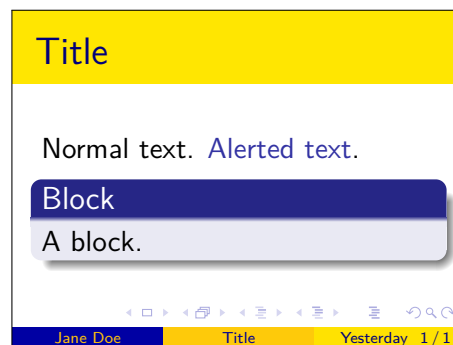 Title
Normal text. Alerted text.
Block
A block.
Jane Doe Title Yesterday 1 / 1